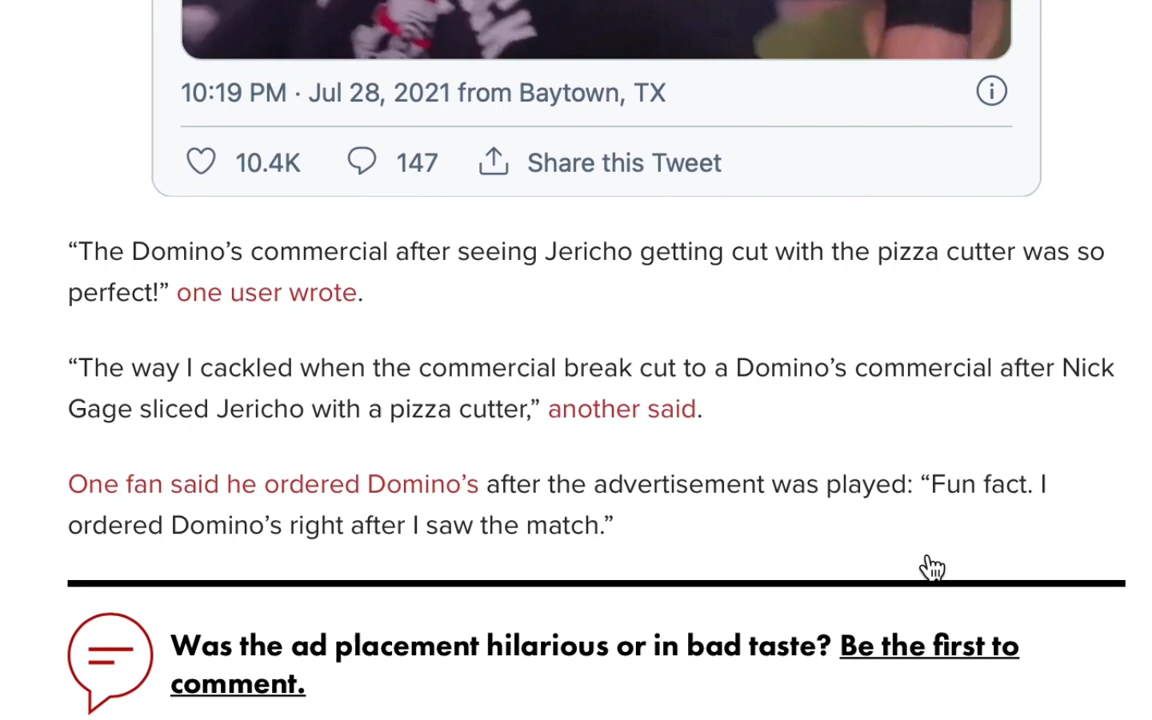 10:19 PM · Jul 28, 2021 from Baytown, TX
10.4K 147 Share this Tweet
“The Domino’s commercial after seeing Jericho getting cut with the pizza cutter was so
perfect!” one user wrote.
“The way I cackled when the commercial break cut to a Domino’s commercial after Nick
Gage sliced Jericho with a pizza cutter,” another said.
One fan said he ordered Domino’s after the advertisement was played: “Fun fact. I
ordered Domino’s right after I saw the match.”
Was the ad placement hilarious or in bad taste? Be the first to
comment.